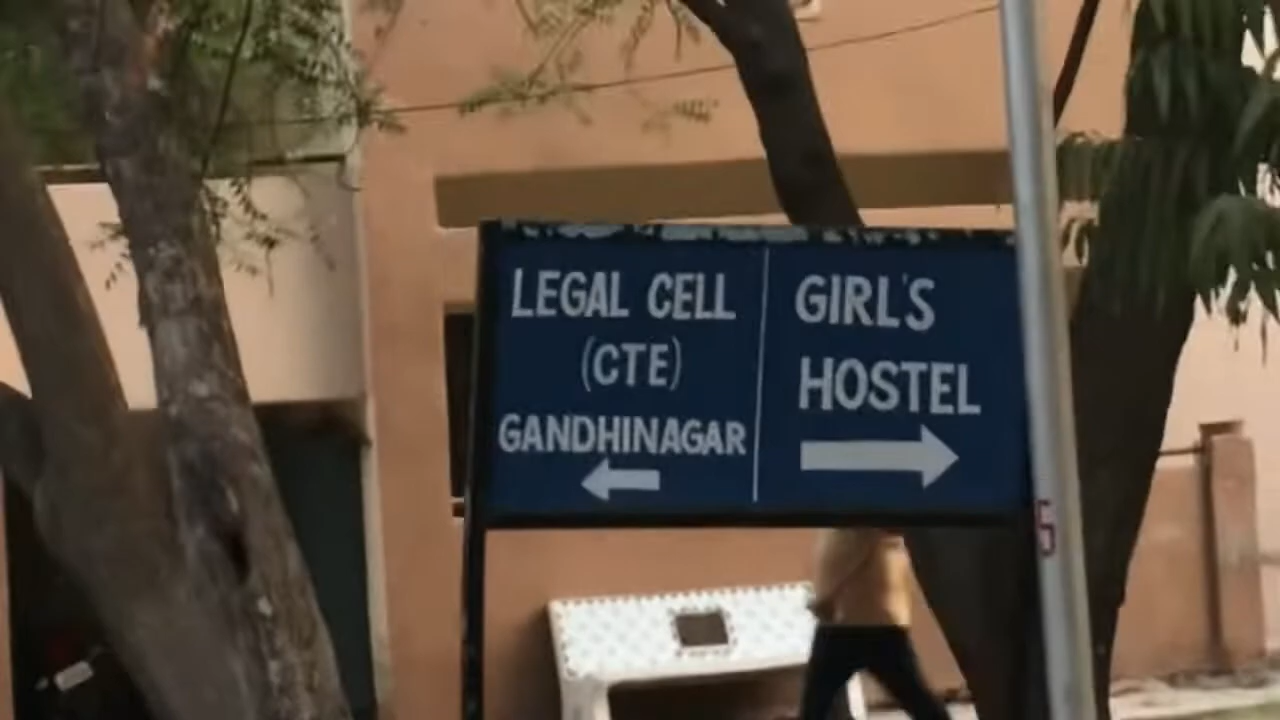 LEGAL CELL
(CTE)
GANDHINAGAR
GIRL'S
HOSTEL